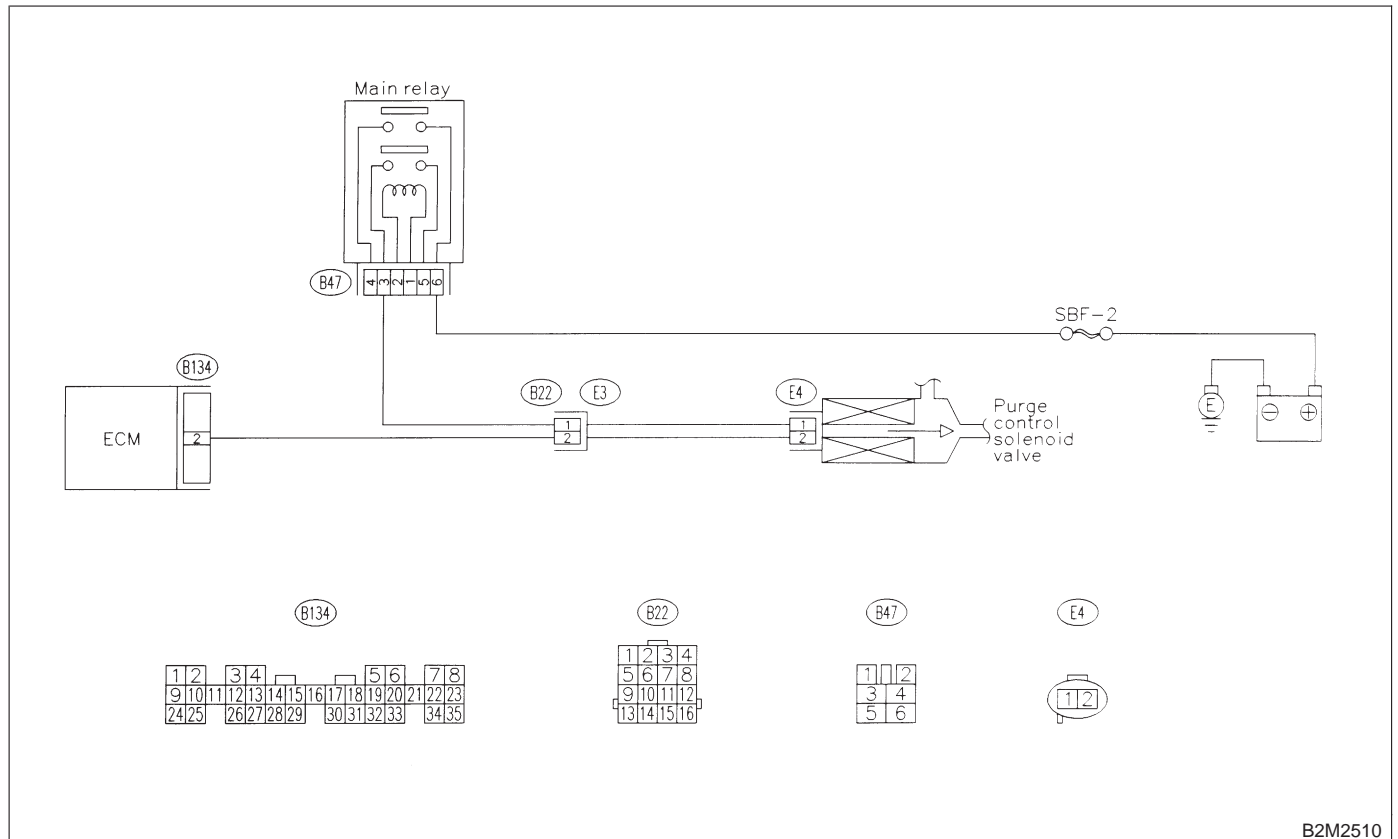 Main relay
B47
4 3 2 1 5 6
SBF-2
B134
B22 E3 E4
ECM
2
1
2
1
2
Purge
control
solenoid
valve
E
⊖ ⊕
B134 B22 B47 E4
1 2 3 4 5 6 7 8
9 10 11 12 13 14 15 16 17 18 19 20 21 22 23
24 25 26 27 28 29 30 31 32 33 34 35
1 2 3 4
5 6 7 8
9 10 11 12
13 14 15 16
1 2
3 4
5 6
1 2
B2M2510